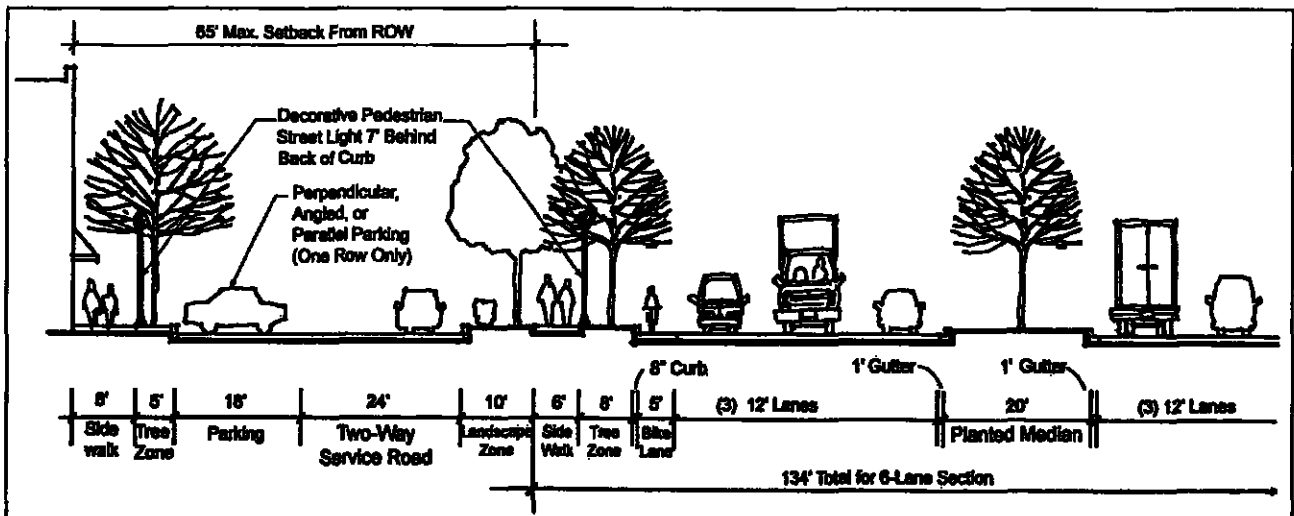 65' Max. Setback From ROW
Decorative Pedestrian
Street Light 7' Behind
Back of Curb
Perpendicular,
Angled, or
Parallel Parking
(One Row Only)
8" Curb
1' Gutter
1' Gutter
8'
5'
18'
24'
10'
6'
8'
5'
(3) 12' Lanes
20'
(3) 12' Lanes
Side
walk
Tree
Zone
Parking
Two-Way
Service Road
Landscape
Zone
Side
Walk
Tree
Zone
Bike
Lane
Planted Median
134' Total for 6-Lane Section